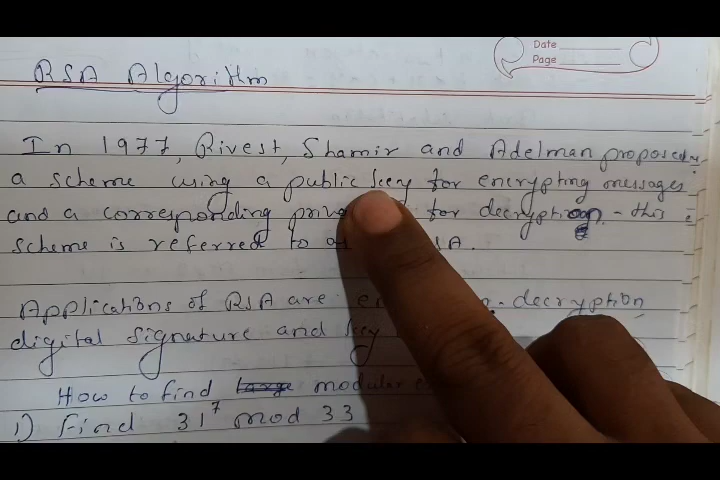 Date
Page
RSA Algorithm
In 1977, Rivest, Shamir and Adelman proposed
a scheme using a public key for encrypting messages
and a corresponding for decryption - this
scheme is referred to as
Applications of RSA are - decryption,
digital signature and key
How to find modular
1) Find 31⁷ mod 33